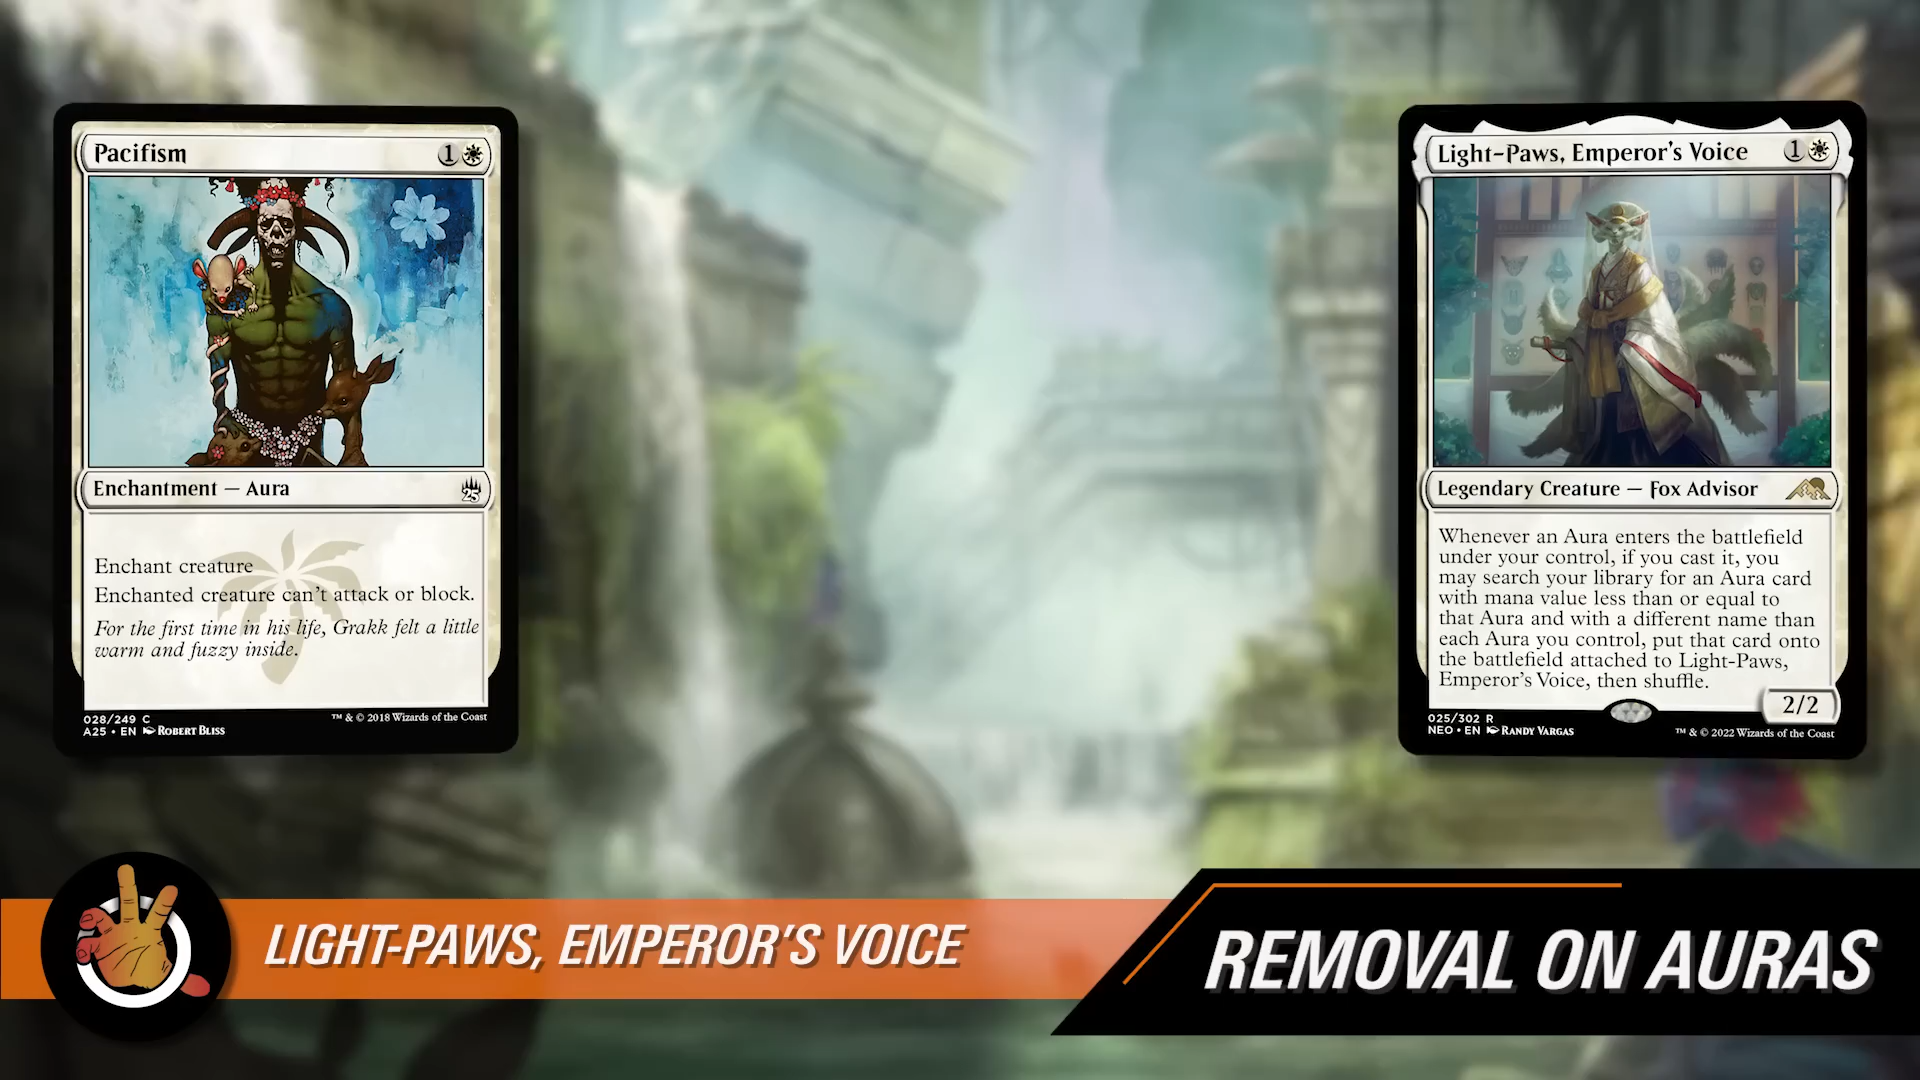 Pacifism 1
Enchantment — Aura
25
Enchant creature
Enchanted creature can't attack or block.
For the first time in his life, Grakk felt a little
warm and fuzzy inside.
028/249 C
A25 • EN ROBERT BLISS
™ & © 2018 Wizards of the Coast
Light-Paws, Emperor's Voice 1
Legendary Creature — Fox Advisor
Whenever an Aura enters the battlefield
under your control, if you cast it, you
may search your library for an Aura card
with mana value less than or equal to
that Aura and with a different name than
each Aura you control, put that card onto
the battlefield attached to Light-Paws,
Emperor's Voice, then shuffle.
2/2
025/302 R
NEO • EN RANDY VARGAS
™ & © 2022 Wizards of the Coast
LIGHT-PAWS, EMPEROR'S VOICE
REMOVAL ON AURAS